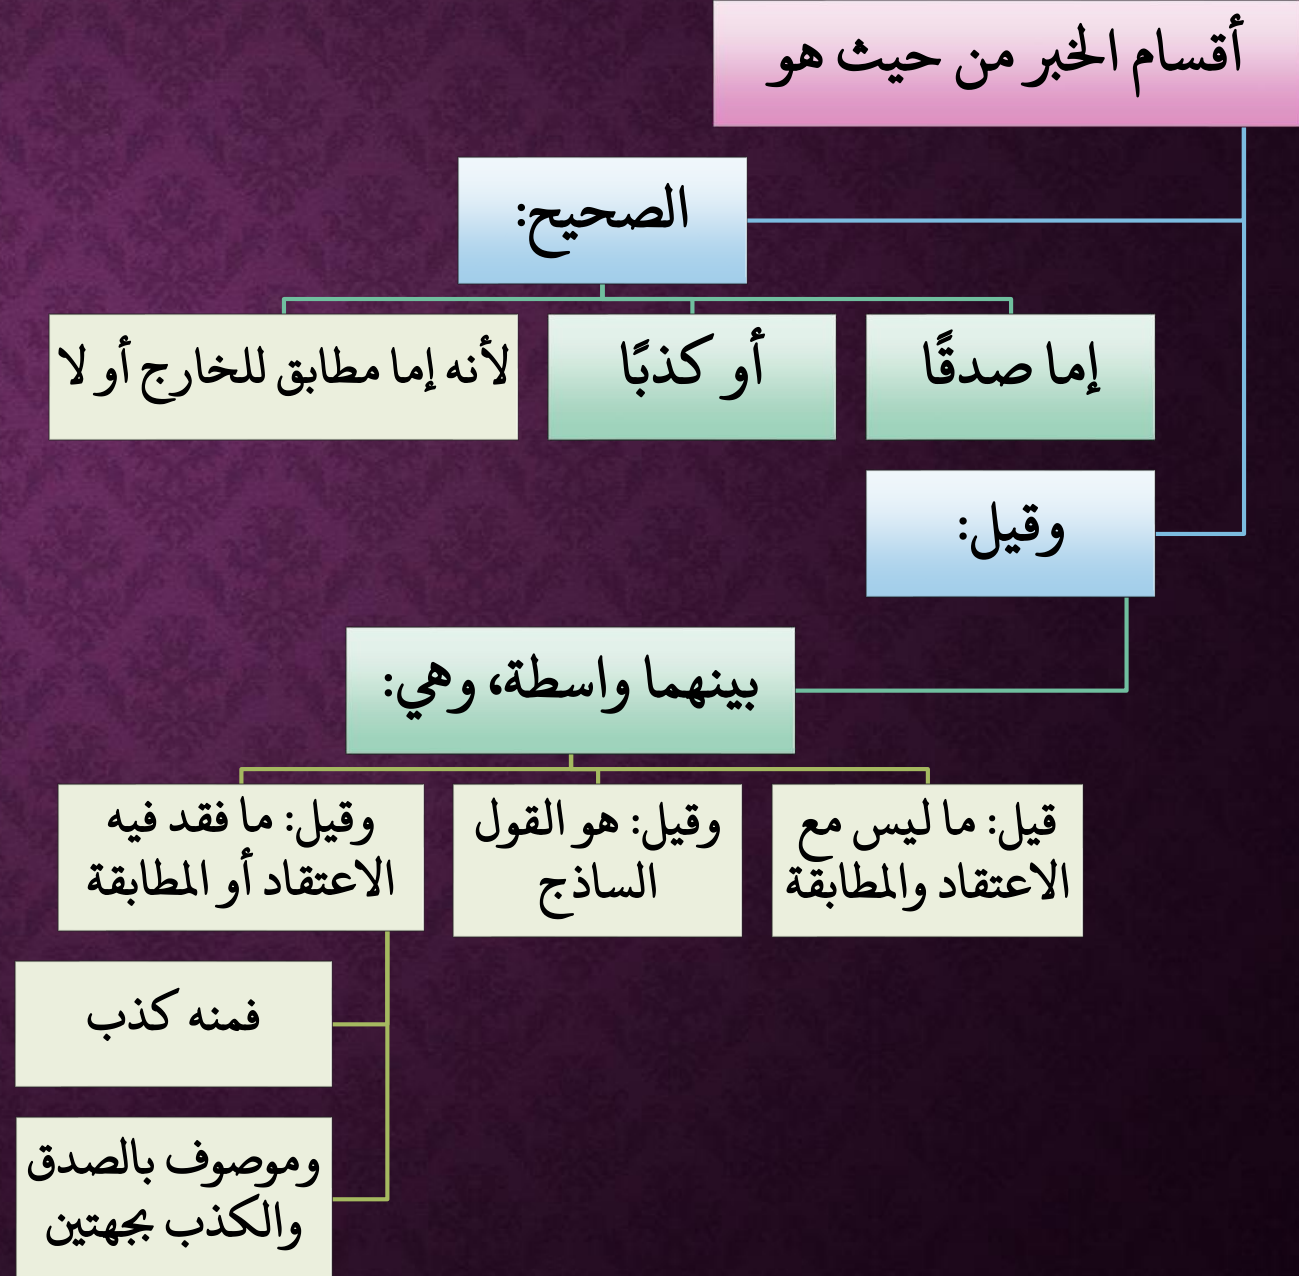 أقسام الخبر من حيث هو
الصحيح:
إما صدقًا
أو كذبًا
لأنه إما مطابق للخارج أو لا
وقيل:
بينهما واسطة، وهي:
قيل: ما ليس مع
الاعتقاد والمطابقة
وقيل: هو القول
الساذج
وقيل: ما فقد فيه
الاعتقاد أو المطابقة
فمنه كذب
وموصوف بالصدق
والكذب بجهتين